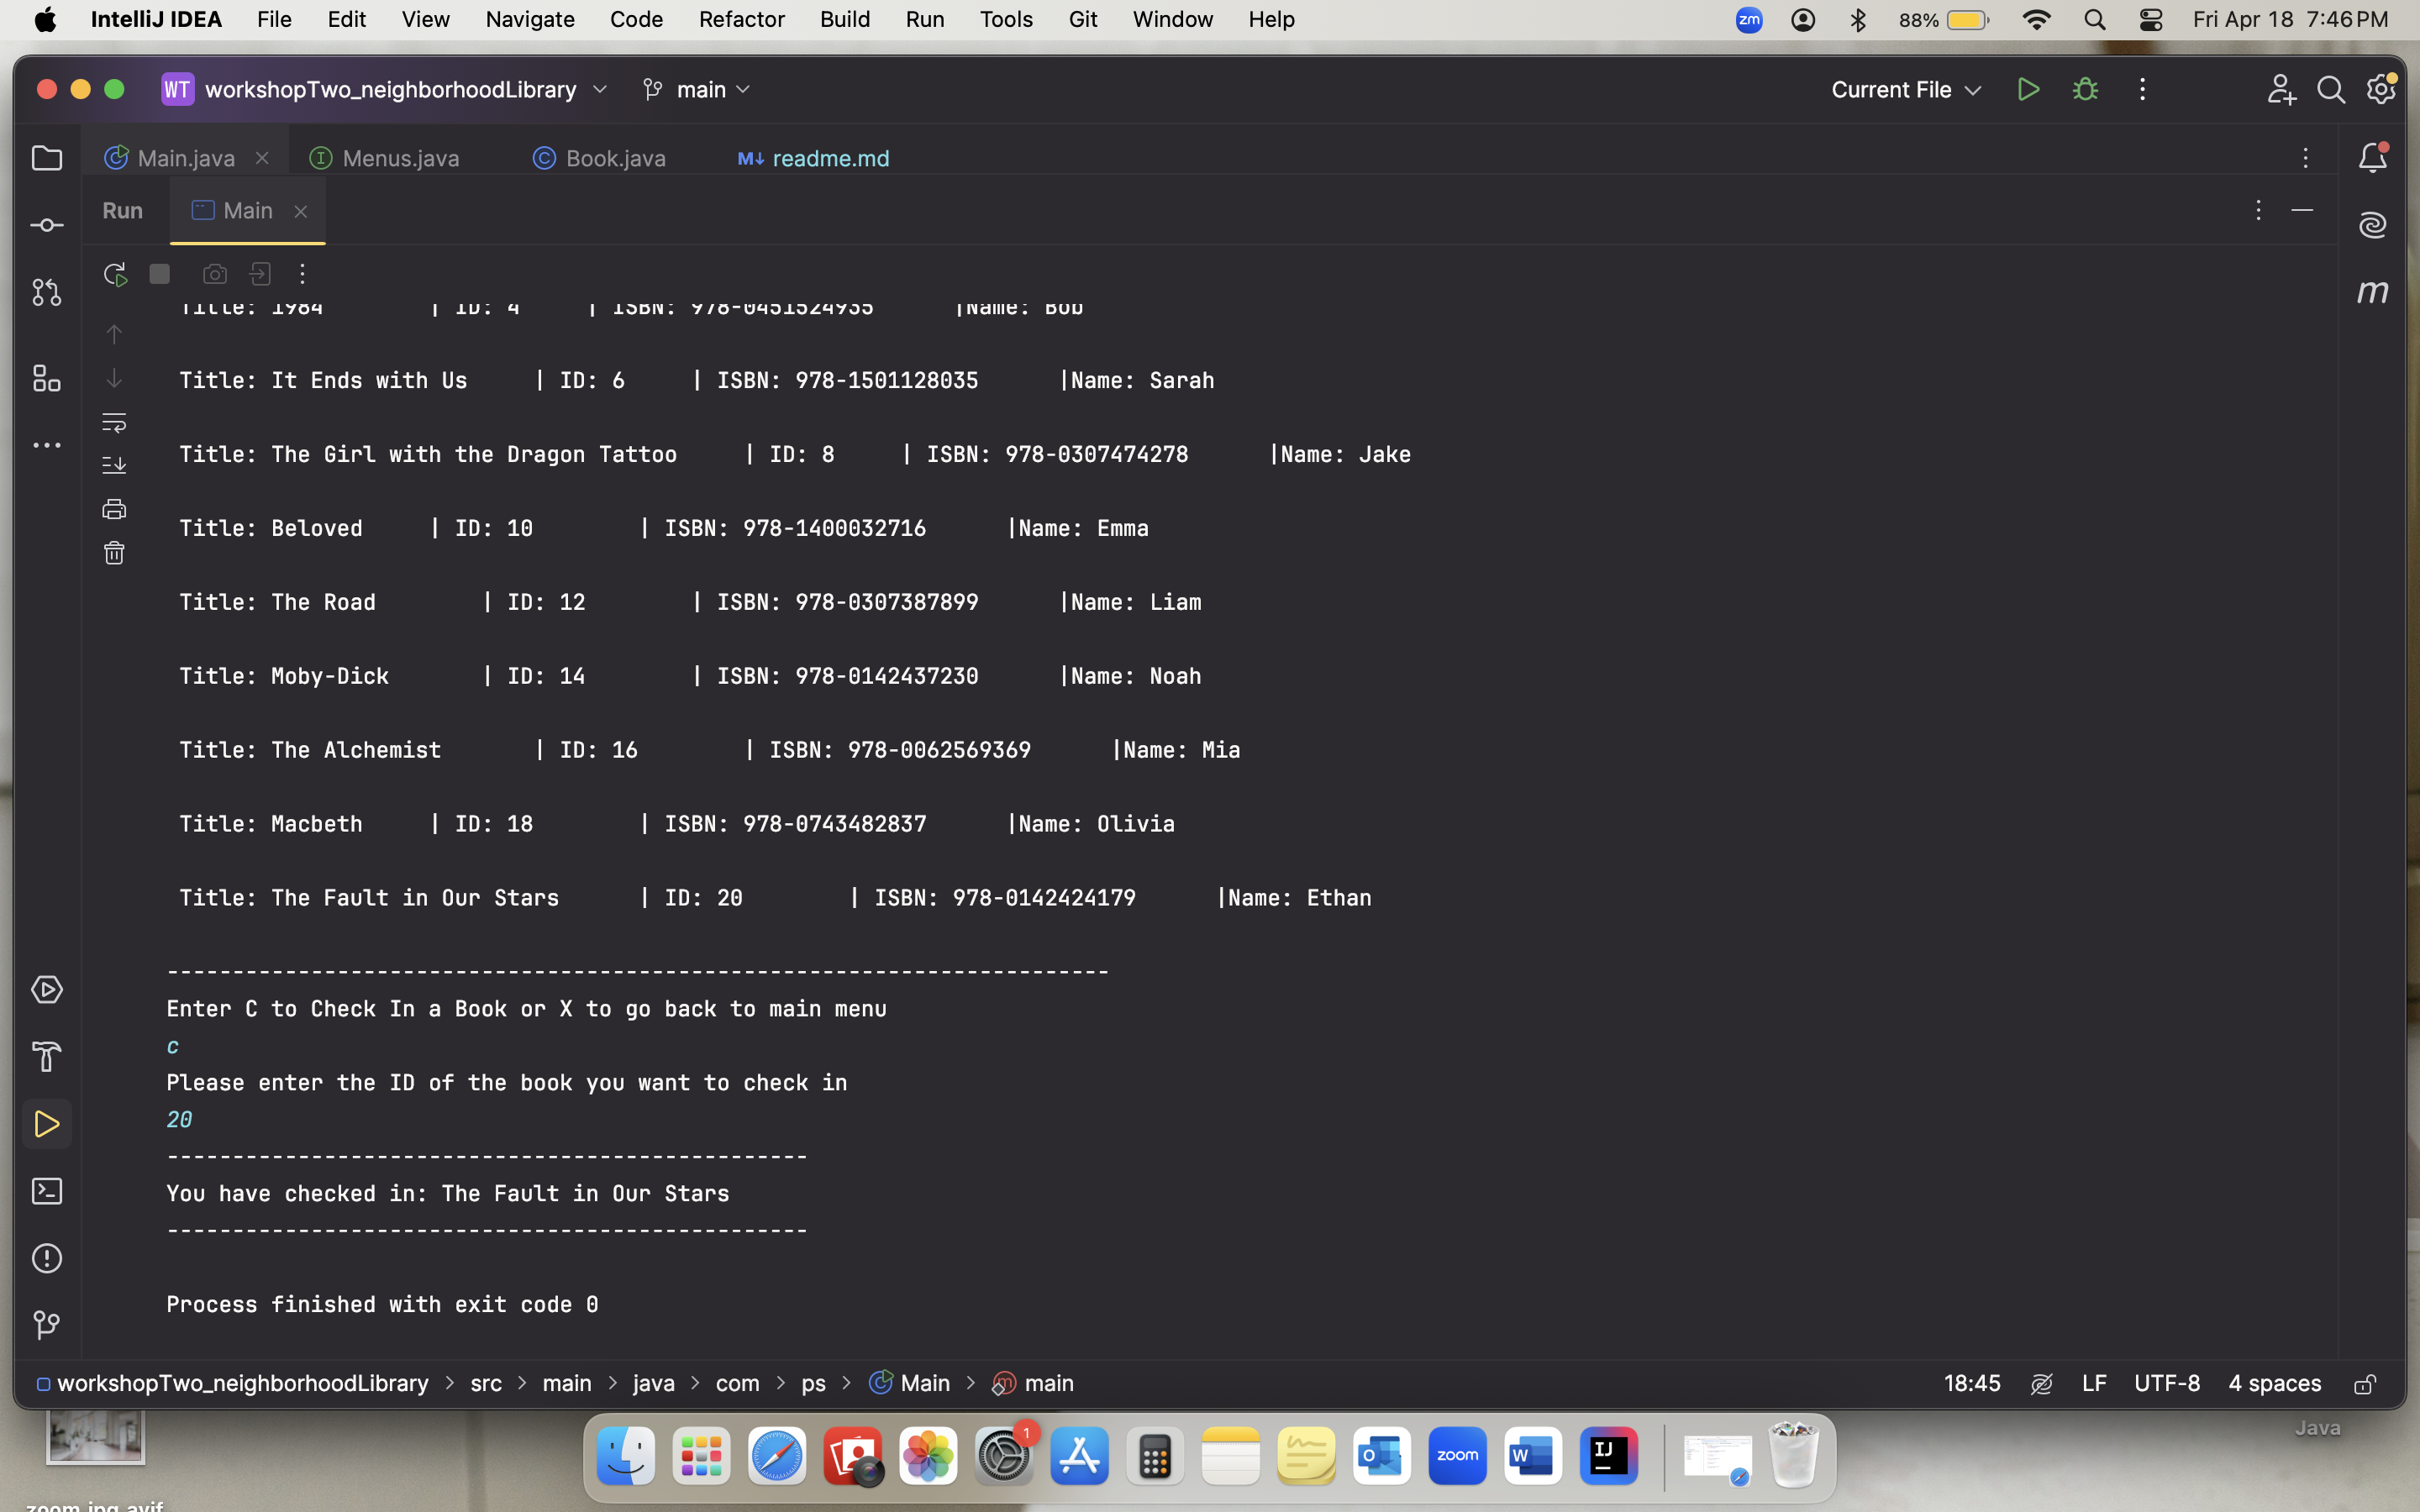 IntelliJ IDEA File Edit View Navigate Code Refactor Build Run Tools Git Window Help zm 88% Fri Apr 18 7:46 PM
WT workshopTwo_neighborhoodLibrary main Current File
Main.java Menus.java Book.java M↓ readme.md
Run Main
Title: 1984 | ID: 4 | ISBN: 978-0451524935 |Name: Bob
Title: It Ends with Us | ID: 6 | ISBN: 978-1501128035 |Name: Sarah
Title: The Girl with the Dragon Tattoo | ID: 8 | ISBN: 978-0307474278 |Name: Jake
Title: Beloved | ID: 10 | ISBN: 978-1400032716 |Name: Emma
Title: The Road | ID: 12 | ISBN: 978-0307387899 |Name: Liam
Title: Moby-Dick | ID: 14 | ISBN: 978-0142437230 |Name: Noah
Title: The Alchemist | ID: 16 | ISBN: 978-0062569369 |Name: Mia
Title: Macbeth | ID: 18 | ISBN: 978-0743482837 |Name: Olivia
Title: The Fault in Our Stars | ID: 20 | ISBN: 978-0142424179 |Name: Ethan
------------------------------------------------------------------------
Enter C to Check In a Book or X to go back to main menu
c
Please enter the ID of the book you want to check in
20
-------------------------------------------------
You have checked in: The Fault in Our Stars
-------------------------------------------------
Process finished with exit code 0
workshopTwo_neighborhoodLibrary > src > main > java > com > ps > Main > main 18:45 LF UTF-8 4 spaces
Java
1
zoom
W
IJ
zoom.jpg.avif